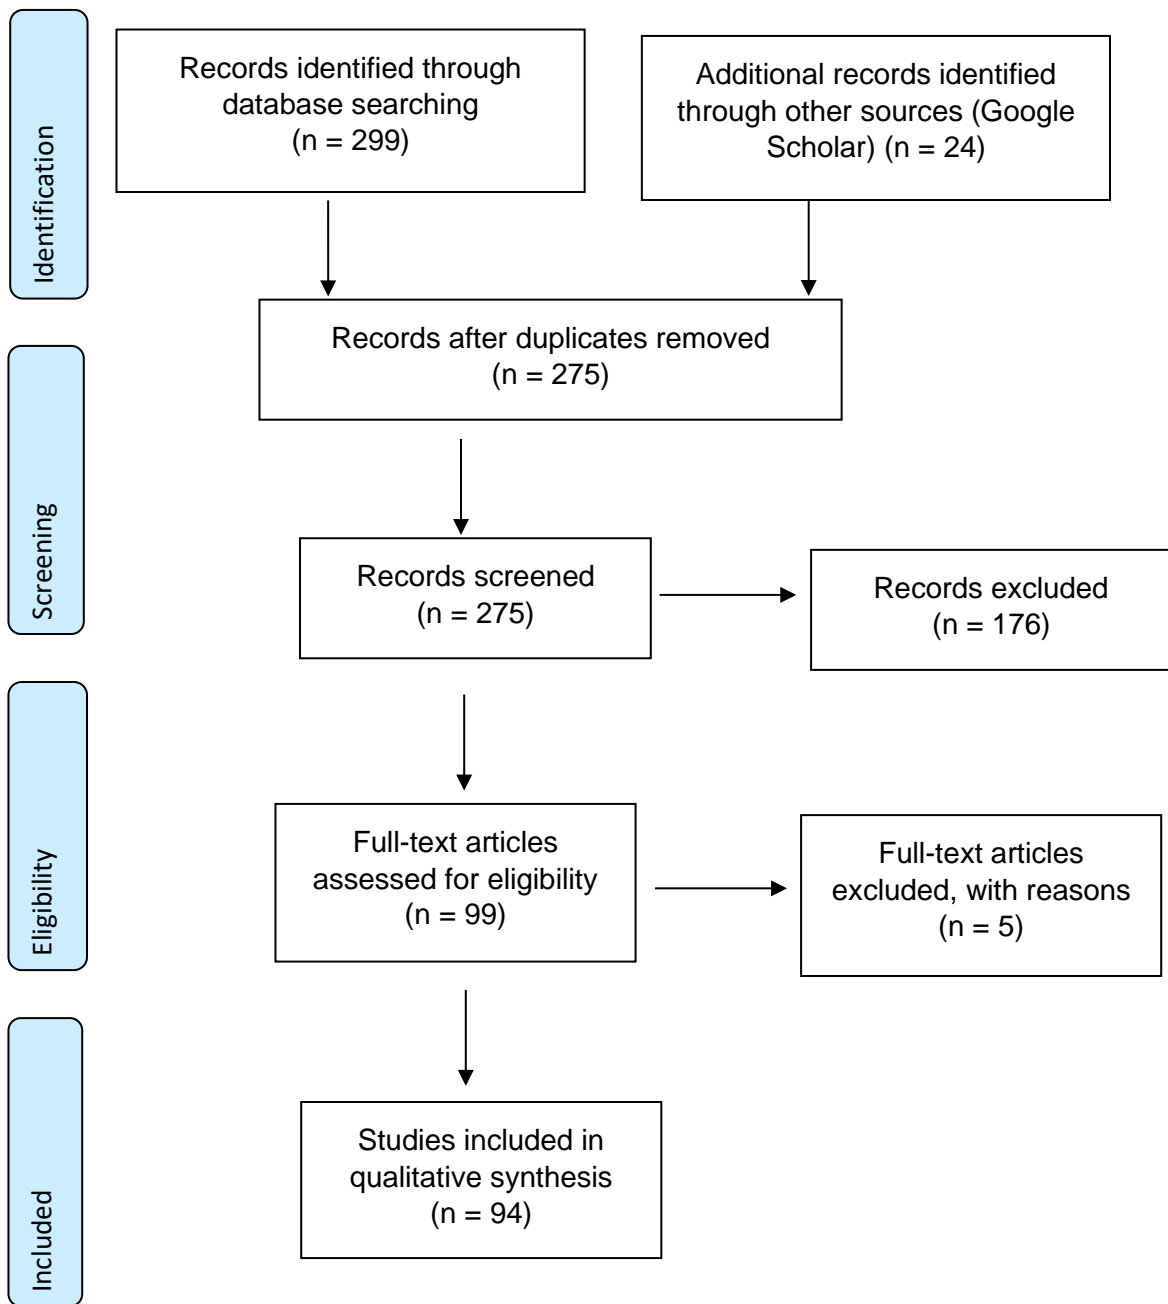 Identification
Records identified through
database searching
(n = 299)
Additional records identified
through other sources (Google
Scholar) (n = 24)
Records after duplicates removed
(n = 275)
Screening
Records screened
(n = 275)
Records excluded
(n = 176)
Eligibility
Full-text articles
assessed for eligibility
(n = 99)
Full-text articles
excluded, with reasons
(n = 5)
Included
Studies included in
qualitative synthesis
(n = 94)